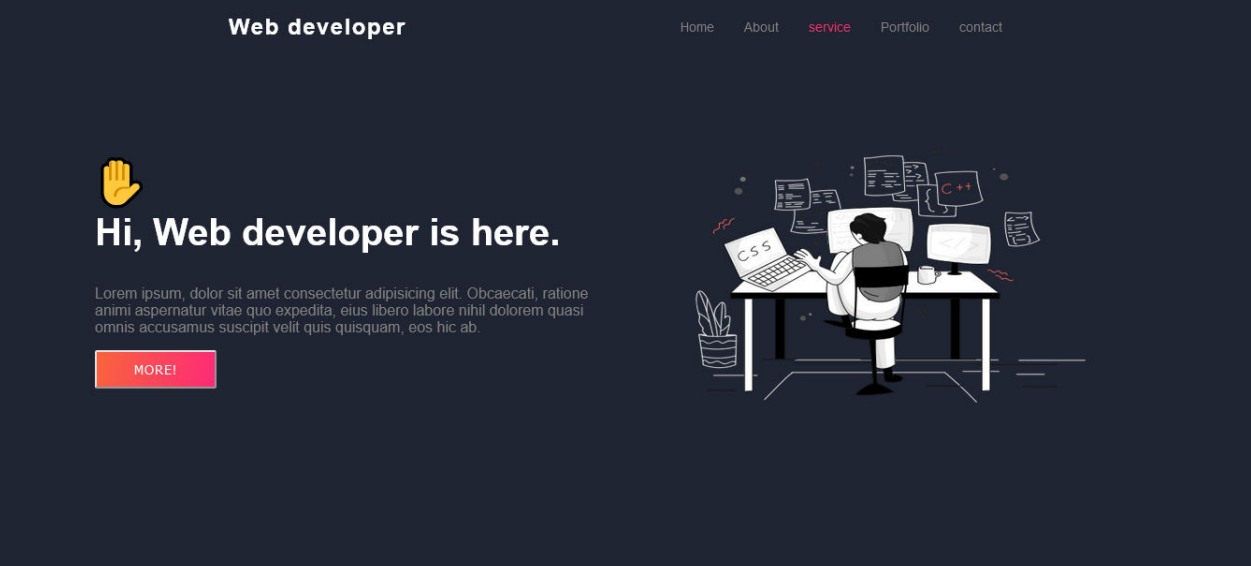 Web developer
Home About service Portfolio contact
Hi, Web developer is here.
Lorem ipsum, dolor sit amet consectetur adipisicing elit. Obcaecati, ratione
animi aspernatur vitae quo expedita, eius libero labore nihil dolorem quasi
omnis accusamus suscipit velit quis quisquam, eos hic ab.
MORE!
C++
CSS
</>